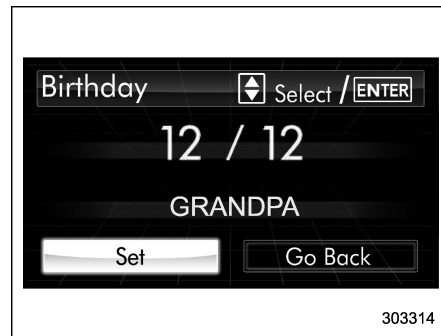 Birthday Select / ENTER
12 / 12
GRANDPA
Set Go Back
303314